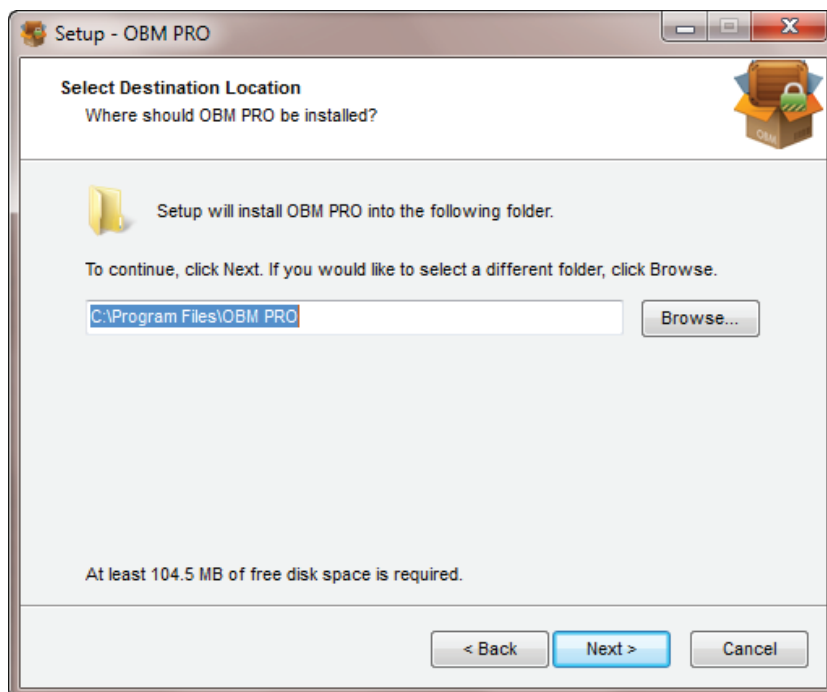 Setup - OBM PRO
Select Destination Location
Where should OBM PRO be installed?
OBM
Setup will install OBM PRO into the following folder.
To continue, click Next. If you would like to select a different folder, click Browse.
C:\Program Files\OBM PRO
Browse...
At least 104.5 MB of free disk space is required.
< Back
Next >
Cancel